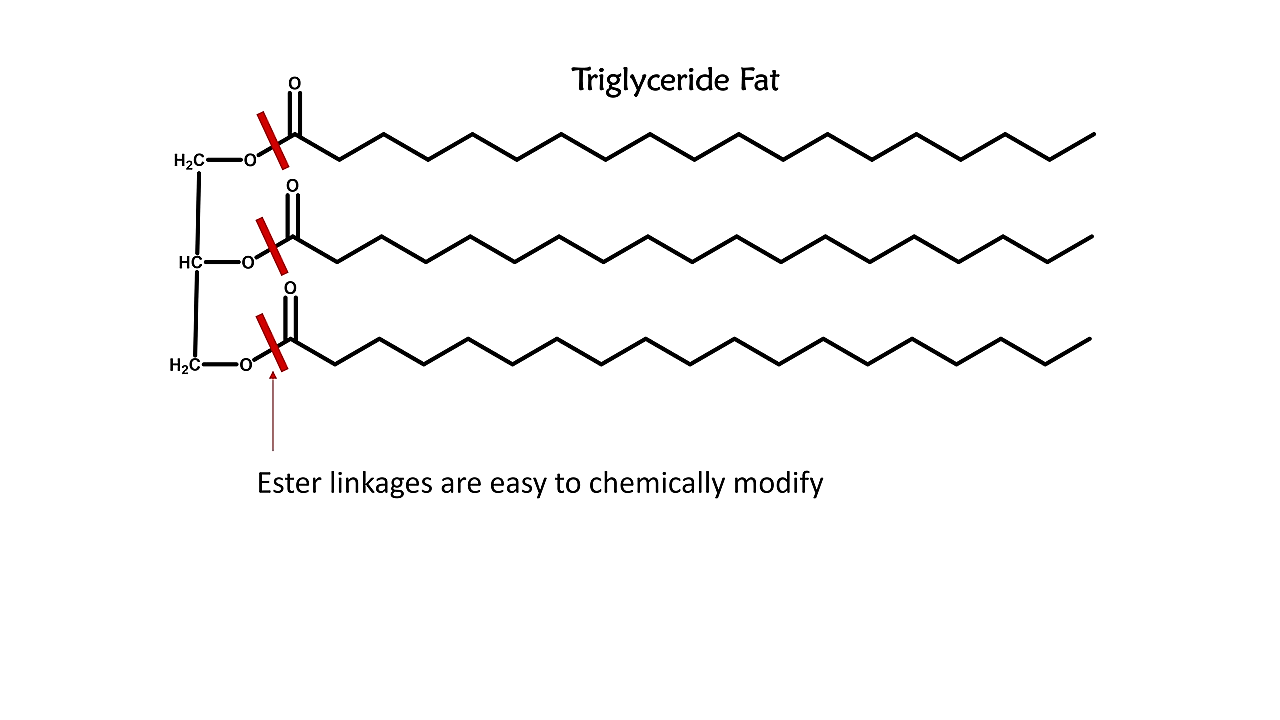 Triglyceride Fat
O
H₂C O
O
HC O
O
H₂C O
Ester linkages are easy to chemically modify